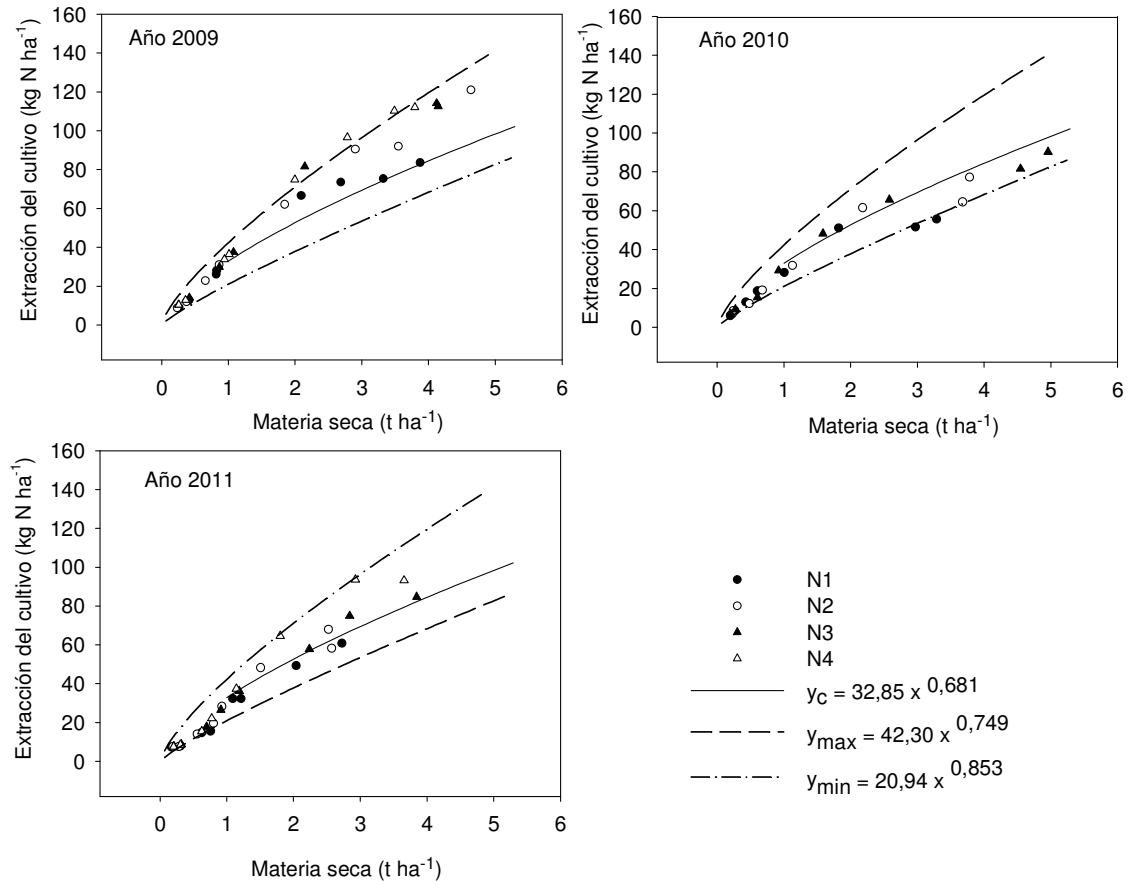 Año 2009
Extracción del cultivo (kg N ha-1)
160
140
120
100
80
60
40
20
0
0 1 2 3 4 5 6
Materia seca (t ha-1)
Año 2010
Extracción del cultivo (kg N ha-1)
160
140
120
100
80
60
40
20
0
0 1 2 3 4 5 6
Materia seca (t ha-1)
Año 2011
Extracción del cultivo (kg N ha-1)
160
140
120
100
80
60
40
20
0
0 1 2 3 4 5 6
Materia seca (t ha-1)
N1
N2
N3
N4
yc = 32,85 x 0,681
ymax = 42,30 x 0,749
ymin = 20,94 x 0,853